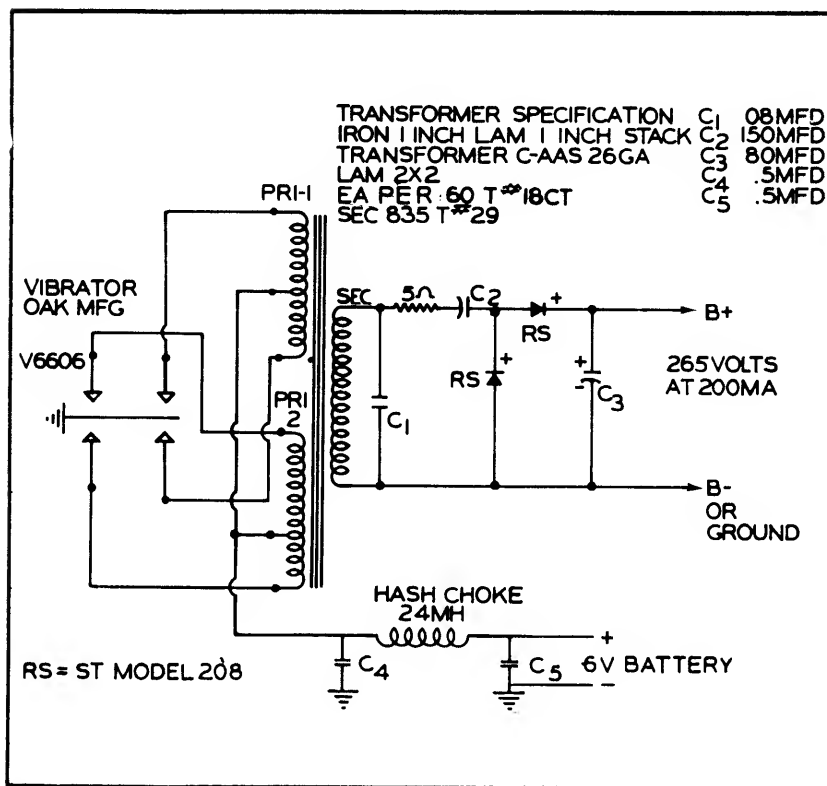 TRANSFORMER SPECIFICATION C1 08MFD
IRON 1 INCH LAM 1 INCH STACK C2 150MFD
TRANSFORMER C-AAS 26GA C3 80MFD
LAM 2X2 C4 .5MFD
EA PER 60 T #18CT C5 .5MFD
SEC 835 T #29
PRI-1
VIBRATOR
OAK MFG
V6606
SEC
5Ω
C2
+
RS
B+
PRI
2
RS
+
C1
+
-
C3
265 VOLTS
AT 200MA
B-
OR
GROUND
HASH CHOKE
24MH
RS = ST MODEL 208
C4
C5
+
6V BATTERY
-